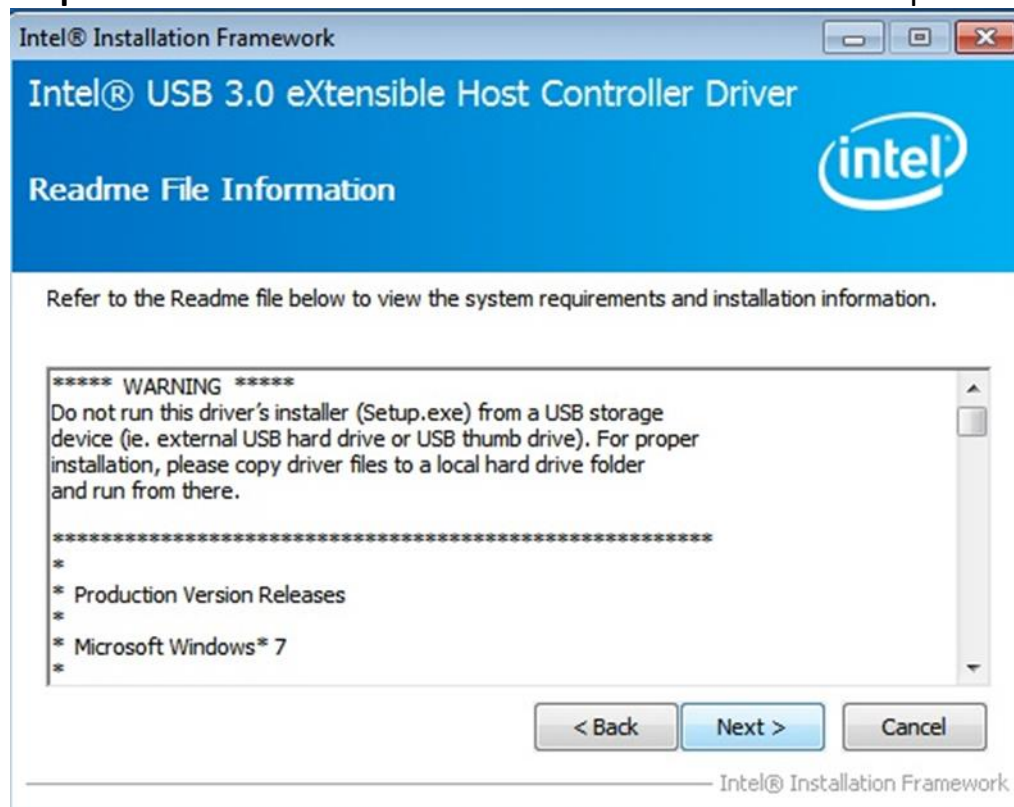 Intel® Installation Framework
Intel® USB 3.0 eXtensible Host Controller Driver
intel
Readme File Information
Refer to the Readme file below to view the system requirements and installation information.
***** WARNING *****
Do not run this driver's installer (Setup.exe) from a USB storage
device (ie. external USB hard drive or USB thumb drive). For proper
installation, please copy driver files to a local hard drive folder
and run from there.
*******************************************************
*
* Production Version Releases
*
* Microsoft Windows* 7
*
< Back Next > Cancel
Intel® Installation Framework